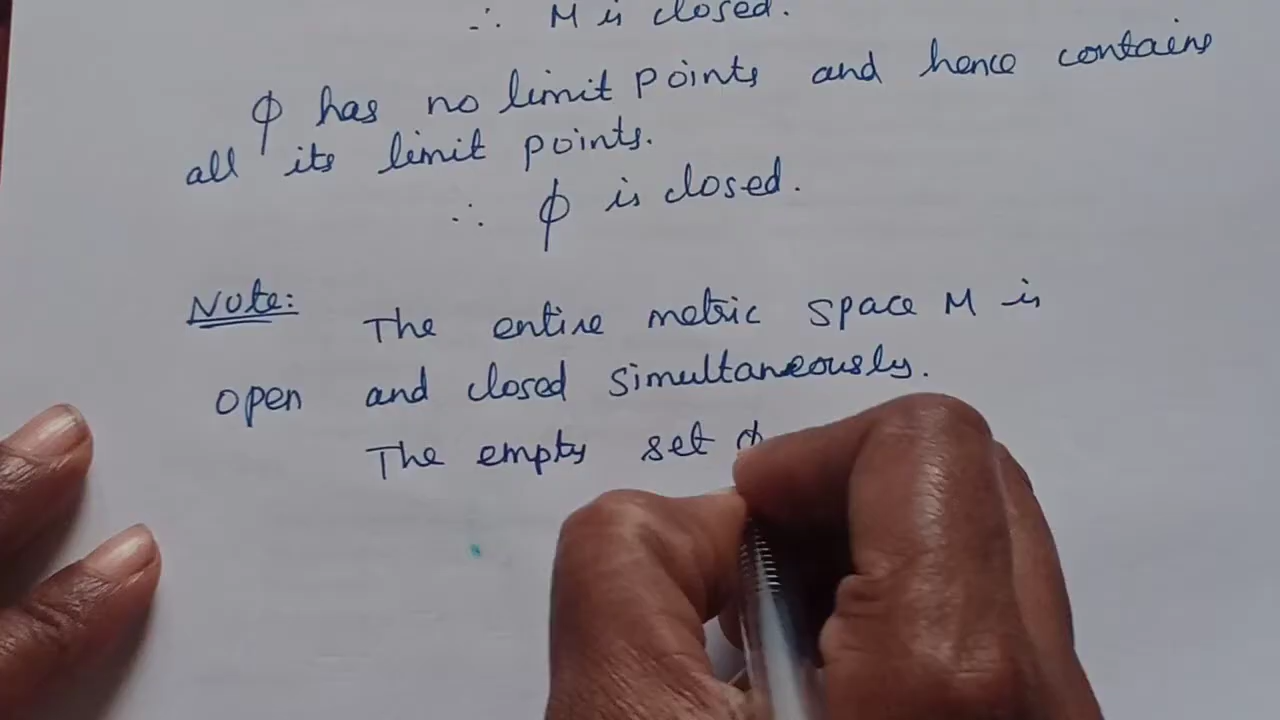 ∴ M is closed.
ϕ has no limit points and hence contains
all its limit points.
∴ ϕ is closed.
Note: The entire metric space M is
open and closed simultaneously.
The empty set ϕ